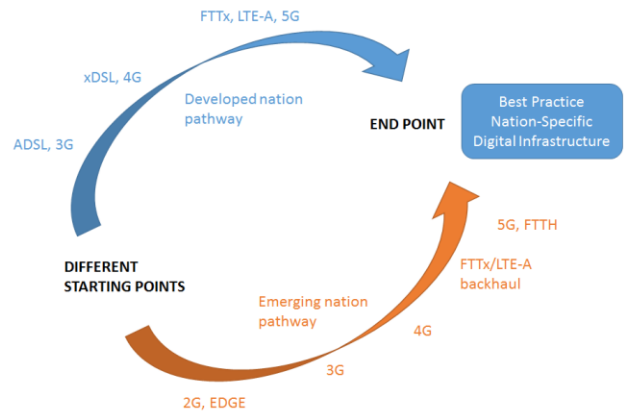 FTTx, LTE-A, 5G
xDSL, 4G
Developed nation
pathway
ADSL, 3G
END POINT
Best Practice
Nation-Specific
Digital Infrastructure
DIFFERENT
STARTING POINTS
5G, FTTH
FTTx/LTE-A
backhaul
Emerging nation
pathway
4G
3G
2G, EDGE